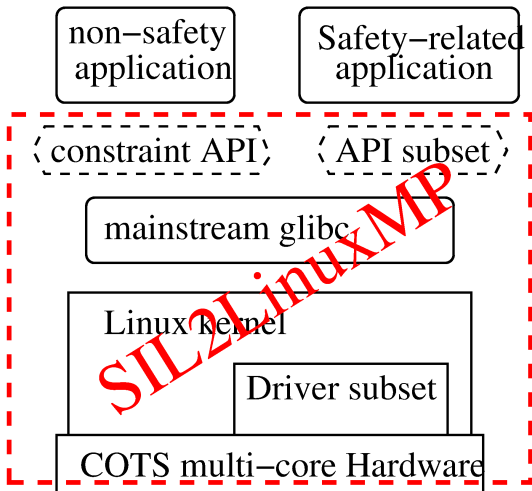 non−safety
application
Safety−related
application
constraint API
API subset
mainstream glibc
SIL2LinuxMP
Linux kernel
Driver subset
COTS multi−core Hardware